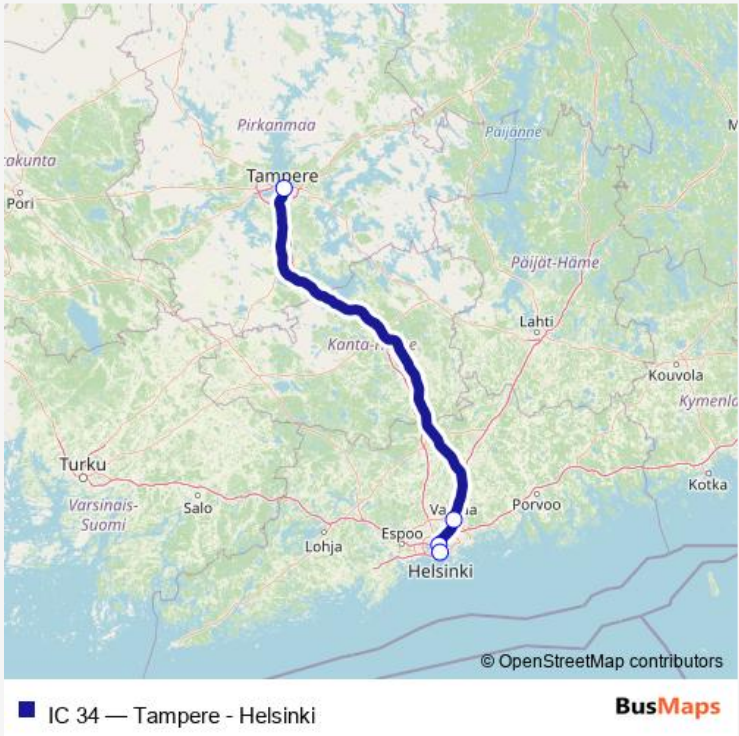 Pirkanmaa
Päijänne
M
takunta
Tampere
Pori
Päijät-Häme
Lahti
Kouvola
Turku
Salo
Varsinais-
Suomi
Porvoo
Kotka
Espoo
Lohja
Helsinki
© OpenStreetMap contributors
IC 34 — Tampere - Helsinki
BusMaps